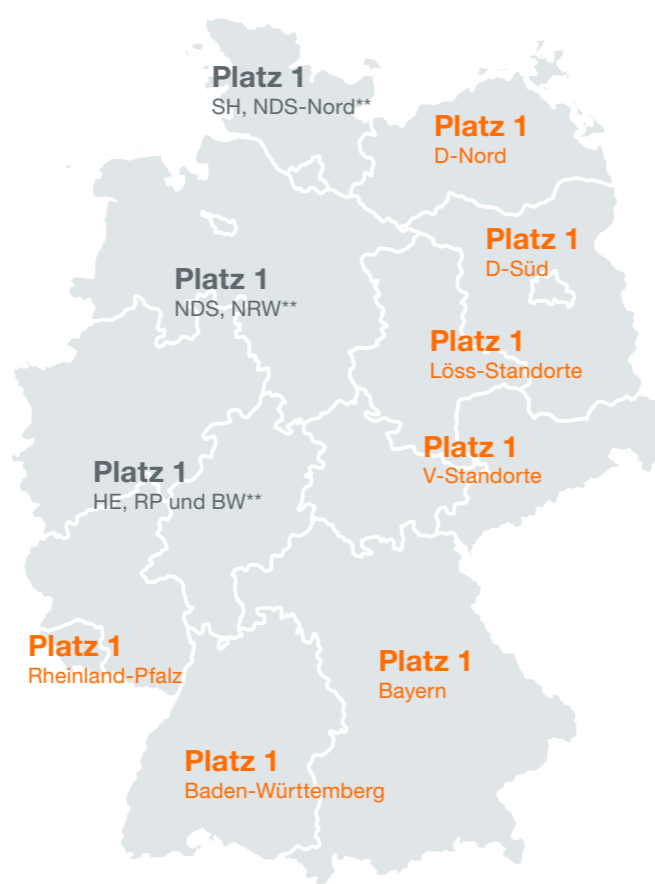 Platz 1
SH, NDS-Nord**
Platz 1
D-Nord
Platz 1
D-Süd
Platz 1
NDS, NRW**
Platz 1
Löss-Standorte
Platz 1
V-Standorte
Platz 1
HE, RP und BW**
Platz 1
Rheinland-Pfalz
Platz 1
Bayern
Platz 1
Baden-Württemberg